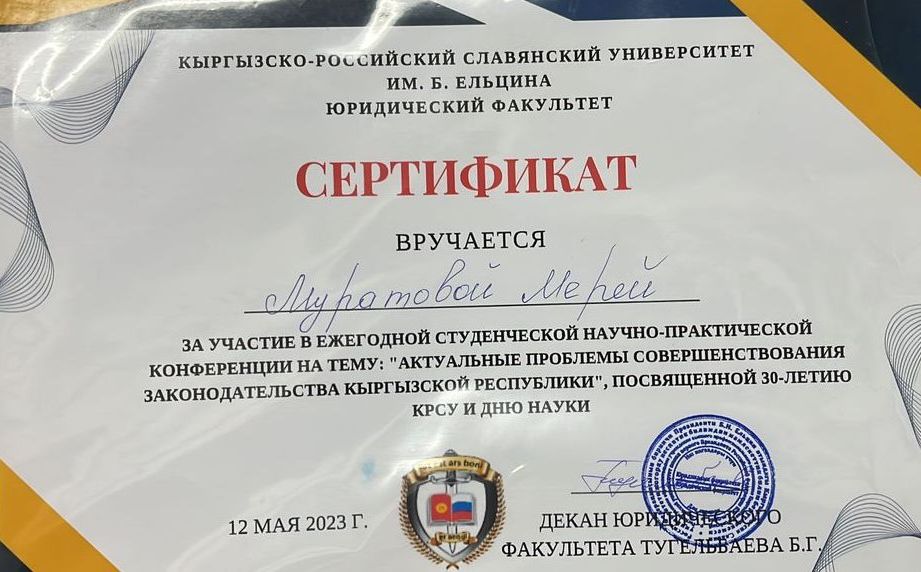 КЫРГЫЗСКО-РОССИЙСКИЙ СЛАВЯНСКИЙ УНИВЕРСИТЕТ
ИМ. Б. ЕЛЬЦИНА
ЮРИДИЧЕСКИЙ ФАКУЛЬТЕТ
СЕРТИФИКАТ
ВРУЧАЕТСЯ
Муратовой Мерей
ЗА УЧАСТИЕ В ЕЖЕГОДНОЙ СТУДЕНЧЕСКОЙ НАУЧНО-ПРАКТИЧЕСКОЙ
КОНФЕРЕНЦИИ НА ТЕМУ: "АКТУАЛЬНЫЕ ПРОБЛЕМЫ СОВЕРШЕНСТВОВАНИЯ
ЗАКОНОДАТЕЛЬСТВА КЫРГЫЗСКОЙ РЕСПУБЛИКИ", ПОСВЯЩЕННОЙ 30-ЛЕТИЮ
КРСУ И ДНЮ НАУКИ
ars boni
12 МАЯ 2023 Г.
ДЕКАН ЮРИДИЧЕСКОГО
ФАКУЛЬТЕТА ТУГЕЛЬБАЕВА Б.Г.